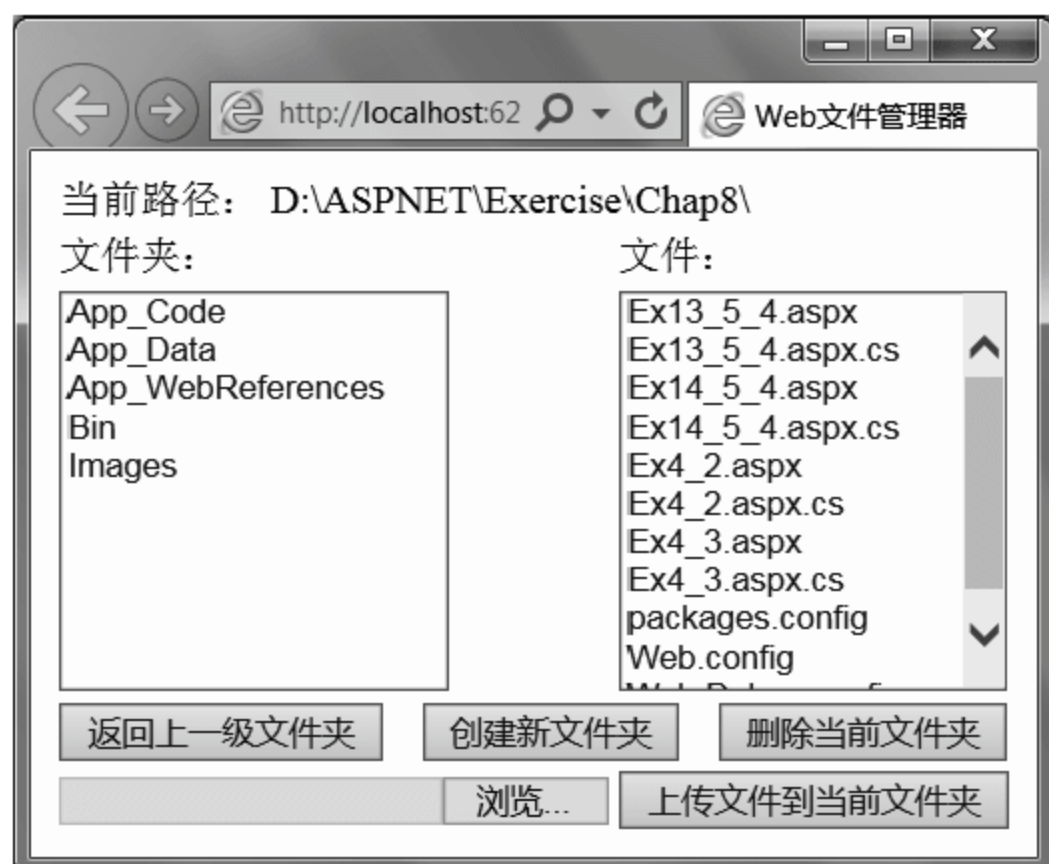 http://localhost:62
Web文件管理器
当前路径： D:\ASPNET\Exercise\Chap8\
文件夹：
App_Code
App_Data
App_WebReferences
Bin
Images
文件：
Ex13_5_4.aspx
Ex13_5_4.aspx.cs
Ex14_5_4.aspx
Ex14_5_4.aspx.cs
Ex4_2.aspx
Ex4_2.aspx.cs
Ex4_3.aspx
Ex4_3.aspx.cs
packages.config
Web.config
返回上一级文件夹
创建新文件夹
删除当前文件夹
浏览...
上传文件到当前文件夹